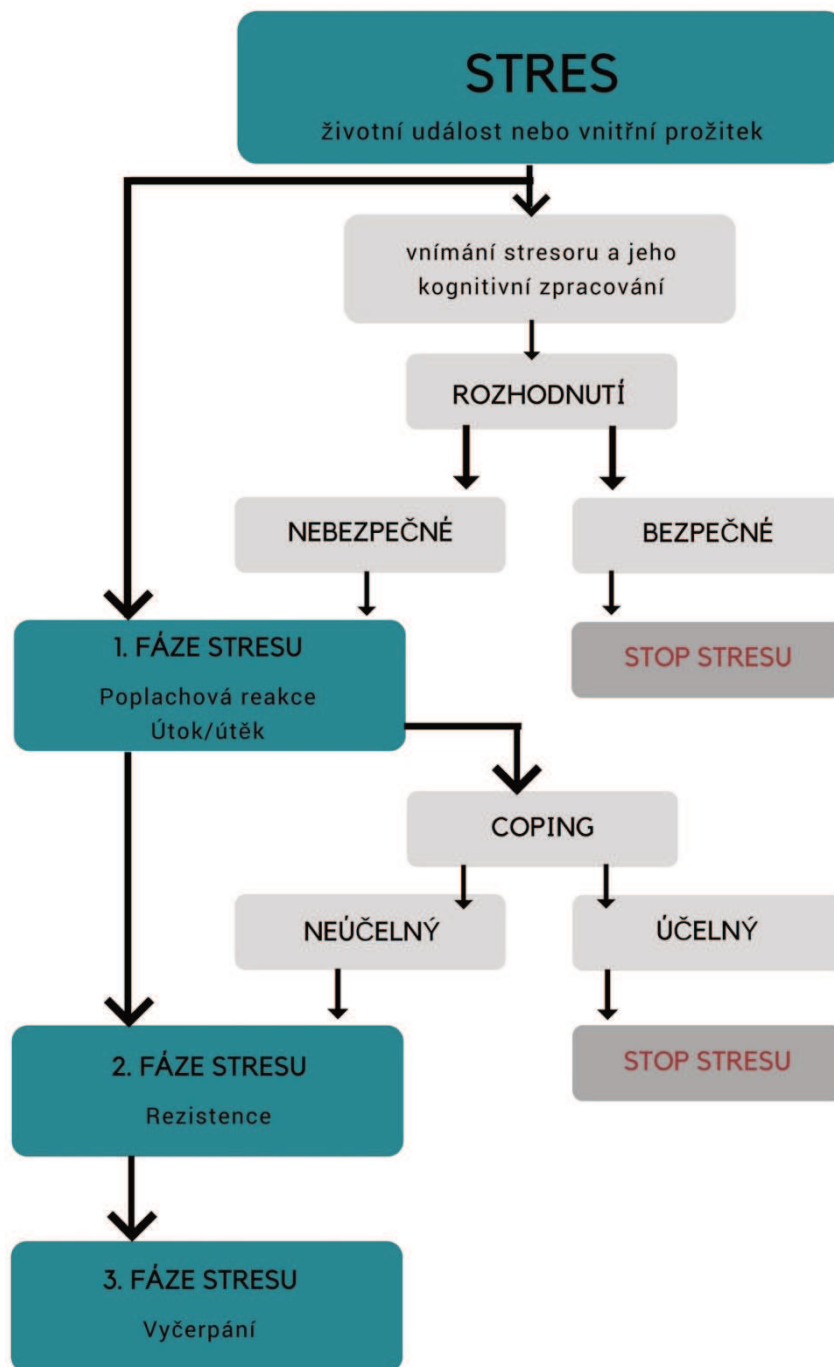 STRES
životní událost nebo vnitřní prožitek
vnímání stresoru a jeho
kognitivní zpracování
ROZHODNUTÍ
NEBEZPEČNÉ
BEZPEČNÉ
1. FÁZE STRESU
Poplachová reakce
Útok/útěk
STOP STRESU
COPING
NEÚČELNÝ
ÚČELNÝ
2. FÁZE STRESU
Rezistence
STOP STRESU
3. FÁZE STRESU
Vyčerpání